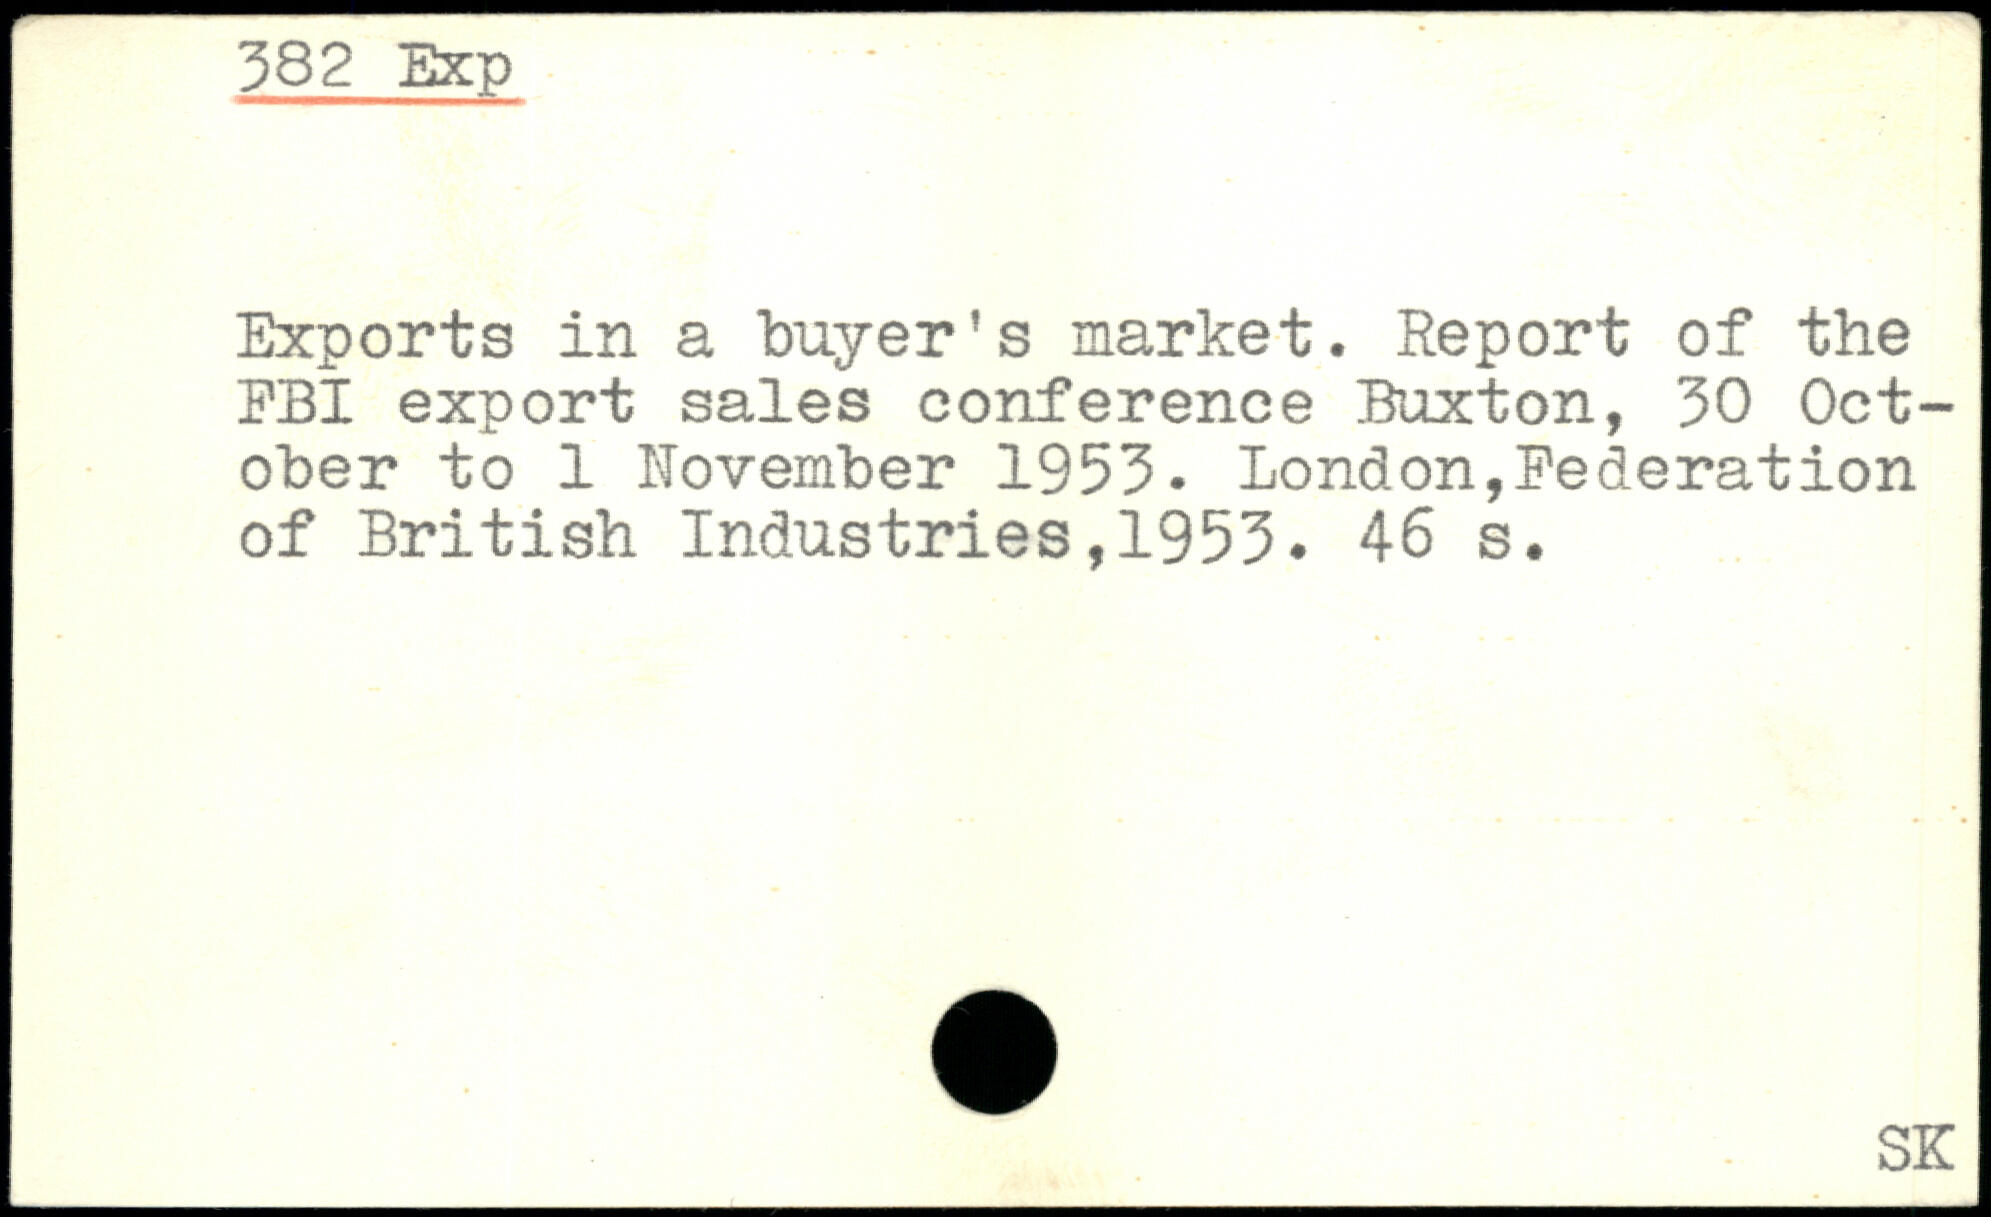 382 Exp
Exports in a buyer's market. Report of the
FBI export sales conference Buxton, 30 Oct-
ober to 1 November 1953. London,Federation
of British Industries,1953. 46 s.
SK